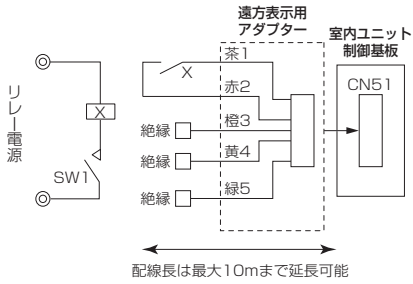 遠方表示用
アダプター
室内ユニット
制御基板
茶1
X
赤2
CN51
リレー電源
X
橙3
絶縁
黄4
絶縁
SW1
緑5
絶縁
配線長は最大10mまで延長可能